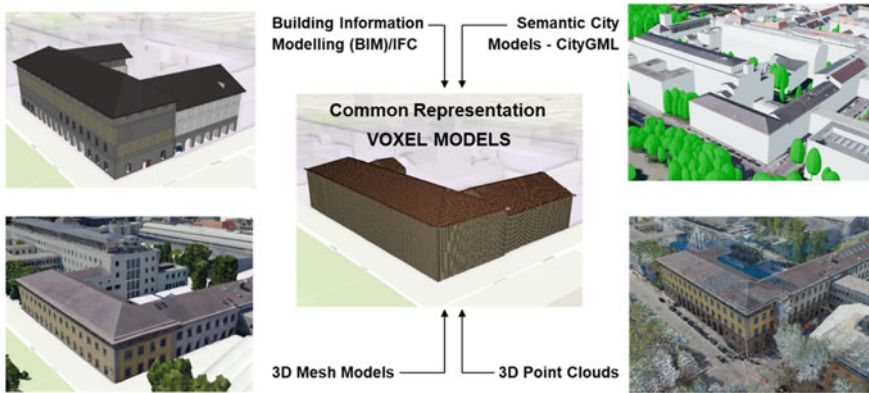 Building Information
Modelling (BIM)/IFC
Semantic City
Models - CityGML
Common Representation
VOXEL MODELS
3D Mesh Models
3D Point Clouds